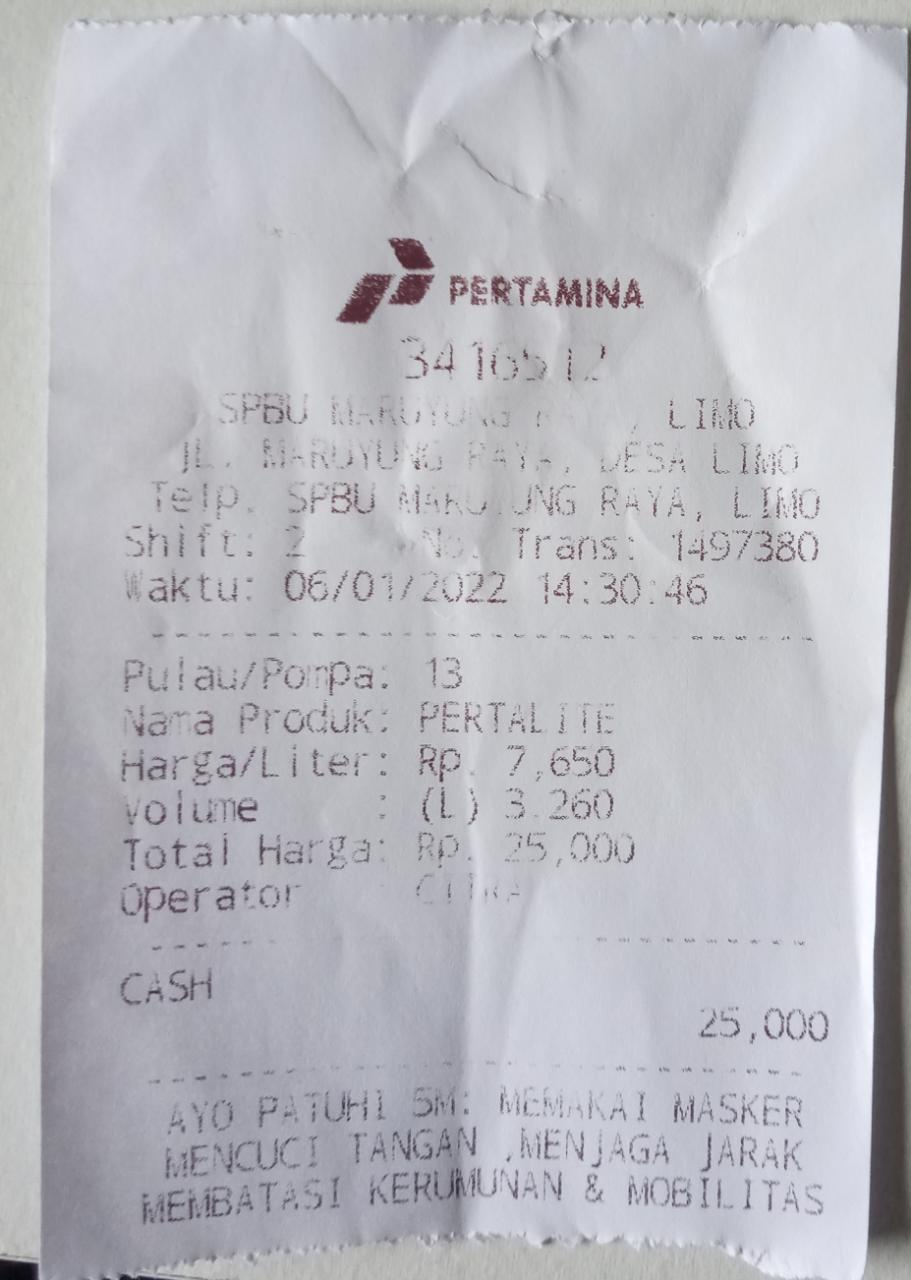 PERTAMINA
3416512
SPBU MARUYUNG RAYA, LIMO
JL. MARUYUNG RAYA, DESA LIMO
Telp. SPBU MARUYUNG RAYA, LIMO
Shift: 2 No. Trans: 1497380
Waktu: 06/01/2022 14:30:46
Pulau/Pompa: 13
Nama Produk: PERTALITE
Harga/Liter: Rp. 7,650
Volume : (L) 3.260
Total Harga: Rp. 25,000
Operator : CITRA
CASH
25,000
AYO PATUHI 5M: MEMAKAI MASKER
MENCUCI TANGAN ,MENJAGA JARAK
MEMBATASI KERUMUNAN & MOBILITAS